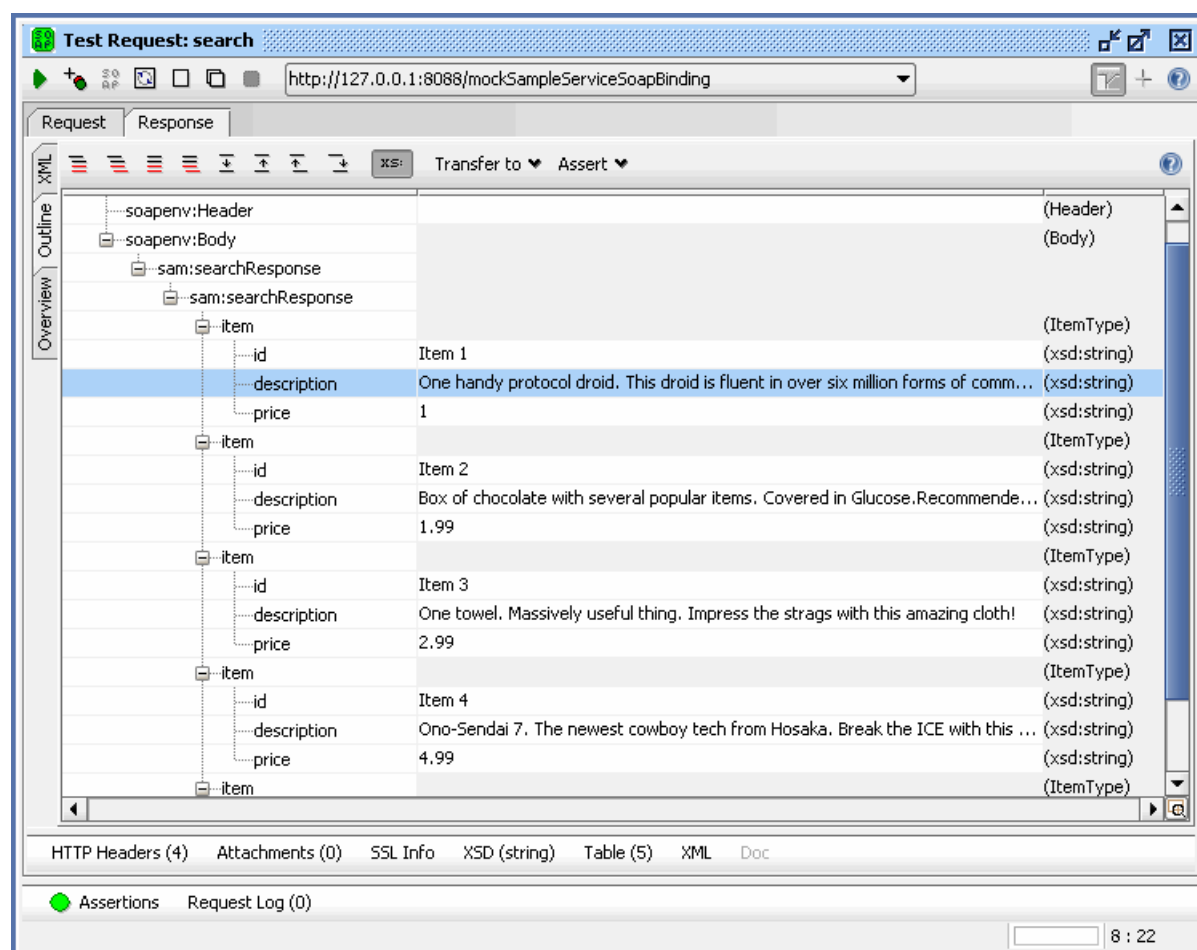 SO AP Test Request: search
SO AP http://127.0.0.1:8088/mockSampleServiceSoapBinding
Request Response
XML Outline Overview
XS: Transfer to Assert
soapenv:Header (Header)
soapenv:Body (Body)
sam:searchResponse
sam:searchResponse
item (ItemType)
id Item 1 (xsd:string)
description One handy protocol droid. This droid is fluent in over six million forms of comm... (xsd:string)
price 1 (xsd:string)
item (ItemType)
id Item 2 (xsd:string)
description Box of chocolate with several popular items. Covered in Glucose.Recommende... (xsd:string)
price 1.99 (xsd:string)
item (ItemType)
id Item 3 (xsd:string)
description One towel. Massively useful thing. Impress the strags with this amazing cloth! (xsd:string)
price 2.99 (xsd:string)
item (ItemType)
id Item 4 (xsd:string)
description Ono-Sendai 7. The newest cowboy tech from Hosaka. Break the ICE with this ... (xsd:string)
price 4.99 (xsd:string)
item (ItemType)
HTTP Headers (4) Attachments (0) SSL Info XSD (string) Table (5) XML Doc
Assertions Request Log (0)
8 : 22